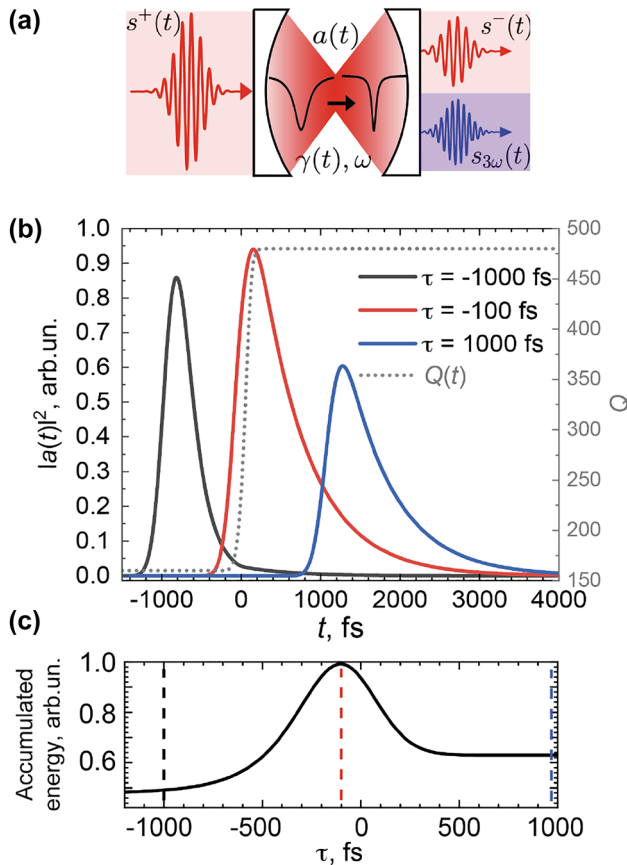 (a)
s⁺(t)
a(t)
γ(t), ω
s⁻(t)
s₃ω(t)
(b)
1.0
0.9
0.8
0.7
0.6
0.5
0.4
0.3
0.2
0.1
0.0
|a(t)|², arb.un.
τ = -1000 fs
τ = -100 fs
τ = 1000 fs
Q(t)
500
450
400
350
300
250
200
150
Q
-1000 0 1000 2000 3000 4000
t, fs
(c)
1.0
0.8
0.6
Accumulated
energy, arb.un.
-1000 -500 0 500 1000
τ, fs